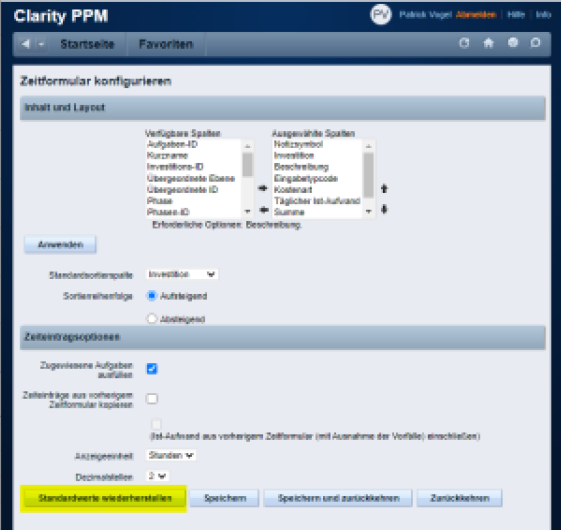 Clarity PPM
PV Patrick Vogel Abmelden Hilfe Info
Startseite Favoriten
Zeitformular konfigurieren
Inhalt und Layout
Verfügbare Spalten Ausgewählte Spalten
Aufgaben-ID Notizsymbol
Kurzname Investition
Investitions-ID Beschreibung
Übergeordnete Ebene Eingabetypcode
Übergeordnete ID Kostenart
Phase Täglicher Ist-Aufwand
Phasen-ID Summe
Erforderliche Optionen: Beschreibung.
Anwenden
Standardsortierspalte Investition
Sortierreihenfolge Aufsteigend
Absteigend
Zeiteintragsoptionen
Zugewiesene Aufgaben
ausfüllen
Zeiteinträge aus vorherigem
Zeitformular kopieren
(Ist-Aufwand aus vorherigem Zeitformular (mit Ausnahme der Vorfälle) einschließen)
Anzeigeeinheit Stunden
Dezimalstellen 2
Standardwerte wiederherstellen Speichern Speichern und zurückkehren Zurückkehren